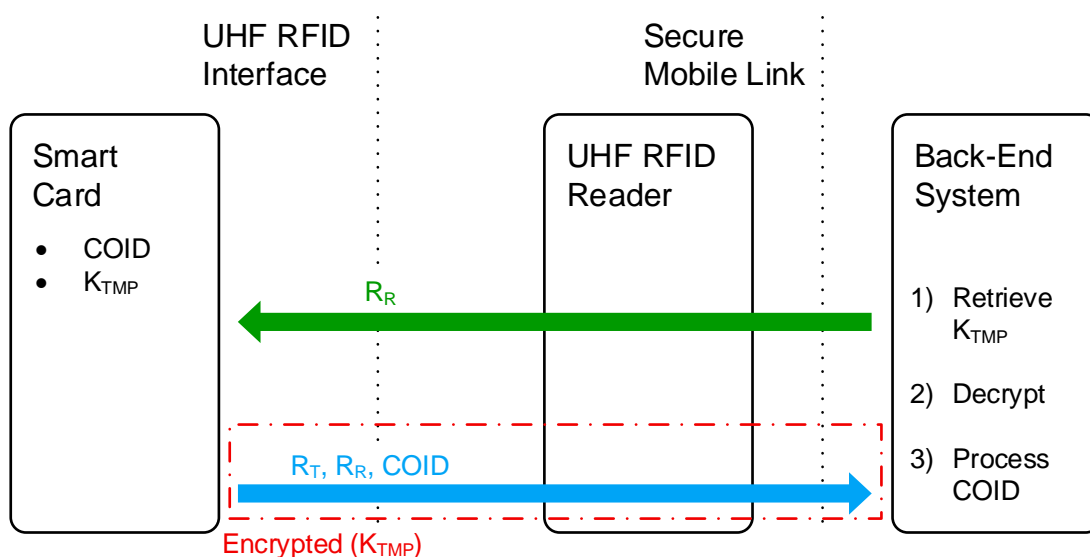 UHF RFID
Interface
Secure
Mobile Link
Smart
Card
• COID
• KTMP
UHF RFID
Reader
Back-End
System
RR
1) Retrieve
KTMP
2) Decrypt
3) Process
COID
RT, RR, COID
Encrypted (KTMP)